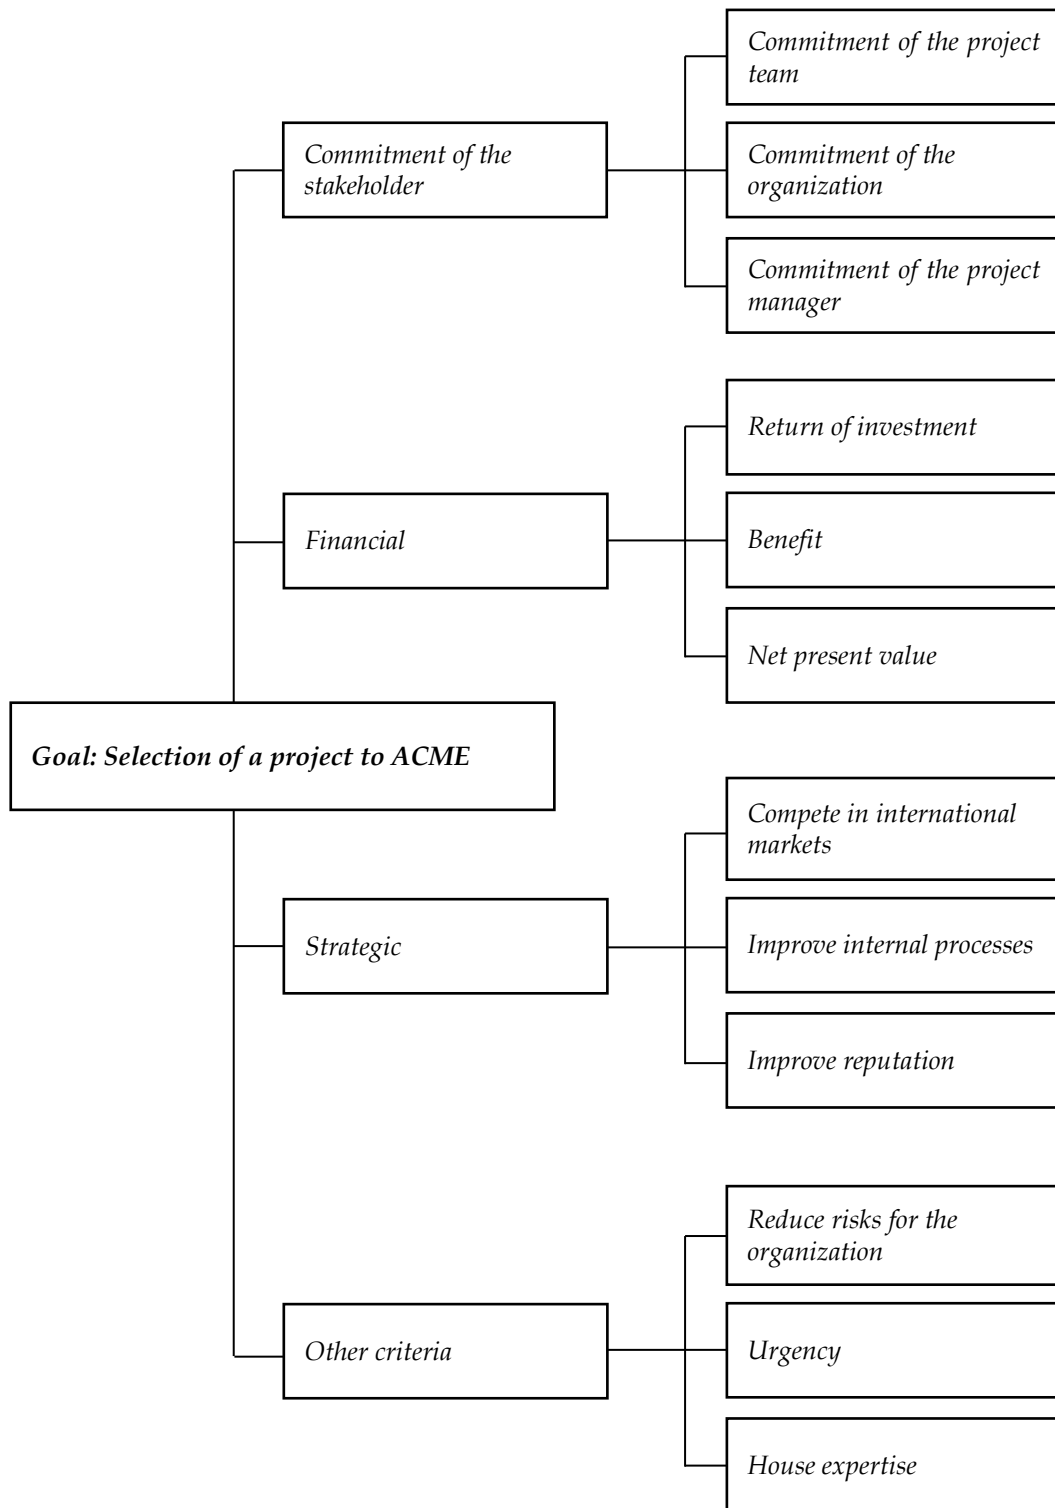 Commitment of the project
team
Commitment of the
stakeholder
Commitment of the
organization
Commitment of the project
manager
Return of investment
Financial
Benefit
Net present value
Goal: Selection of a project to ACME
Compete in international
markets
Strategic
Improve internal processes
Improve reputation
Reduce risks for the
organization
Other criteria
Urgency
House expertise